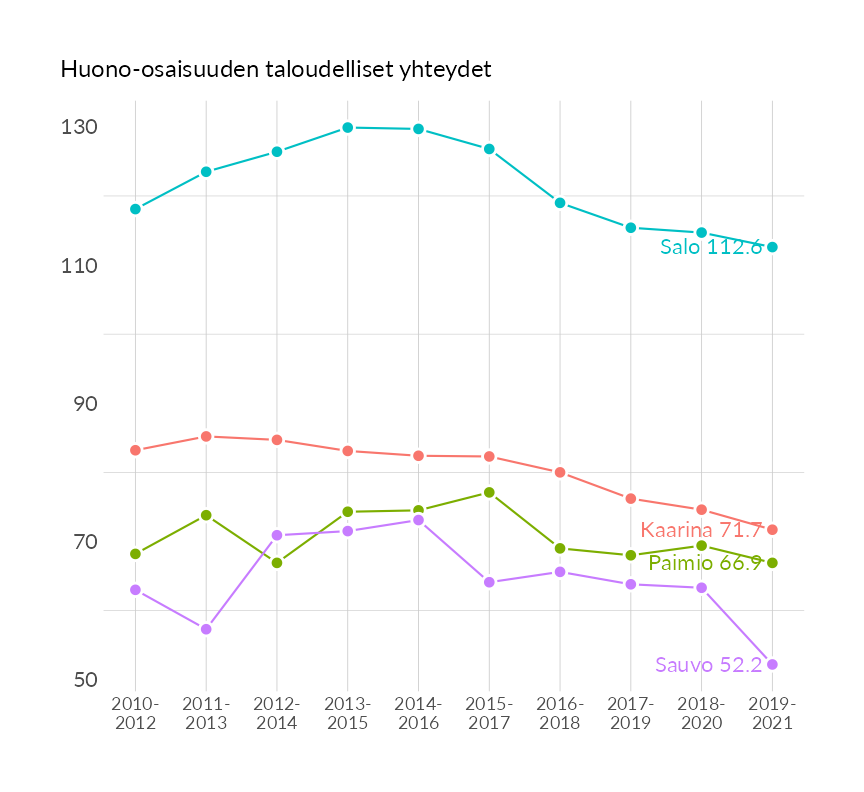 Huono-osaisuuden taloudelliset yhteydet
130
110
90
70
50
Salo 112.6
Kaarina 71.7
Paimio 66.9
Sauvo 52.2
2010- 2011- 2012- 2013- 2014- 2015- 2016- 2017- 2018- 2019-
2012 2013 2014 2015 2016 2017 2018 2019 2020 2021